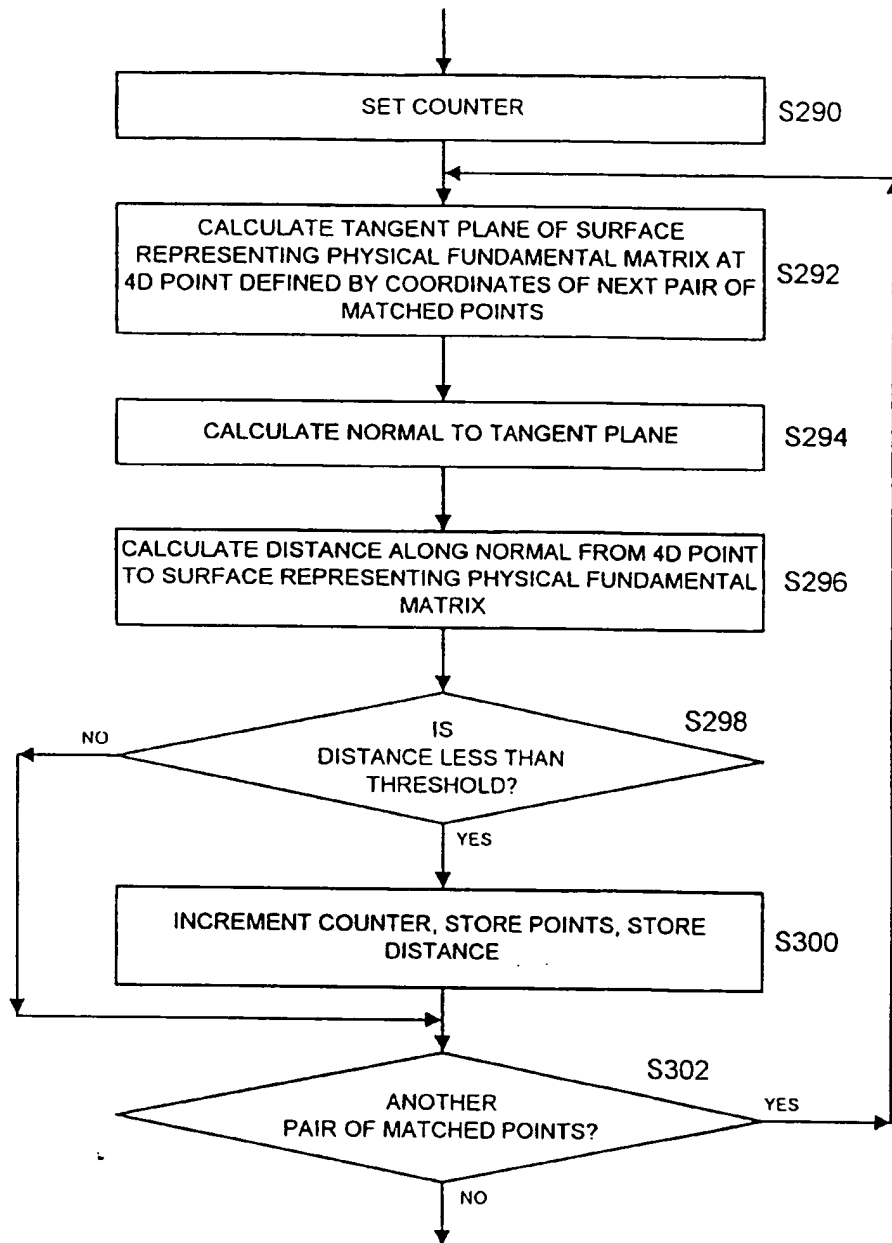 SET COUNTER
S290
CALCULATE TANGENT PLANE OF SURFACE
REPRESENTING PHYSICAL FUNDAMENTAL MATRIX AT
4D POINT DEFINED BY COORDINATES OF NEXT PAIR OF
MATCHED POINTS
S292
CALCULATE NORMAL TO TANGENT PLANE
S294
CALCULATE DISTANCE ALONG NORMAL FROM 4D POINT
TO SURFACE REPRESENTING PHYSICAL FUNDAMENTAL
MATRIX
S296
S298
NO
IS
DISTANCE LESS THAN
THRESHOLD?
YES
INCREMENT COUNTER, STORE POINTS, STORE
DISTANCE
S300
S302
ANOTHER
PAIR OF MATCHED POINTS?
YES
NO